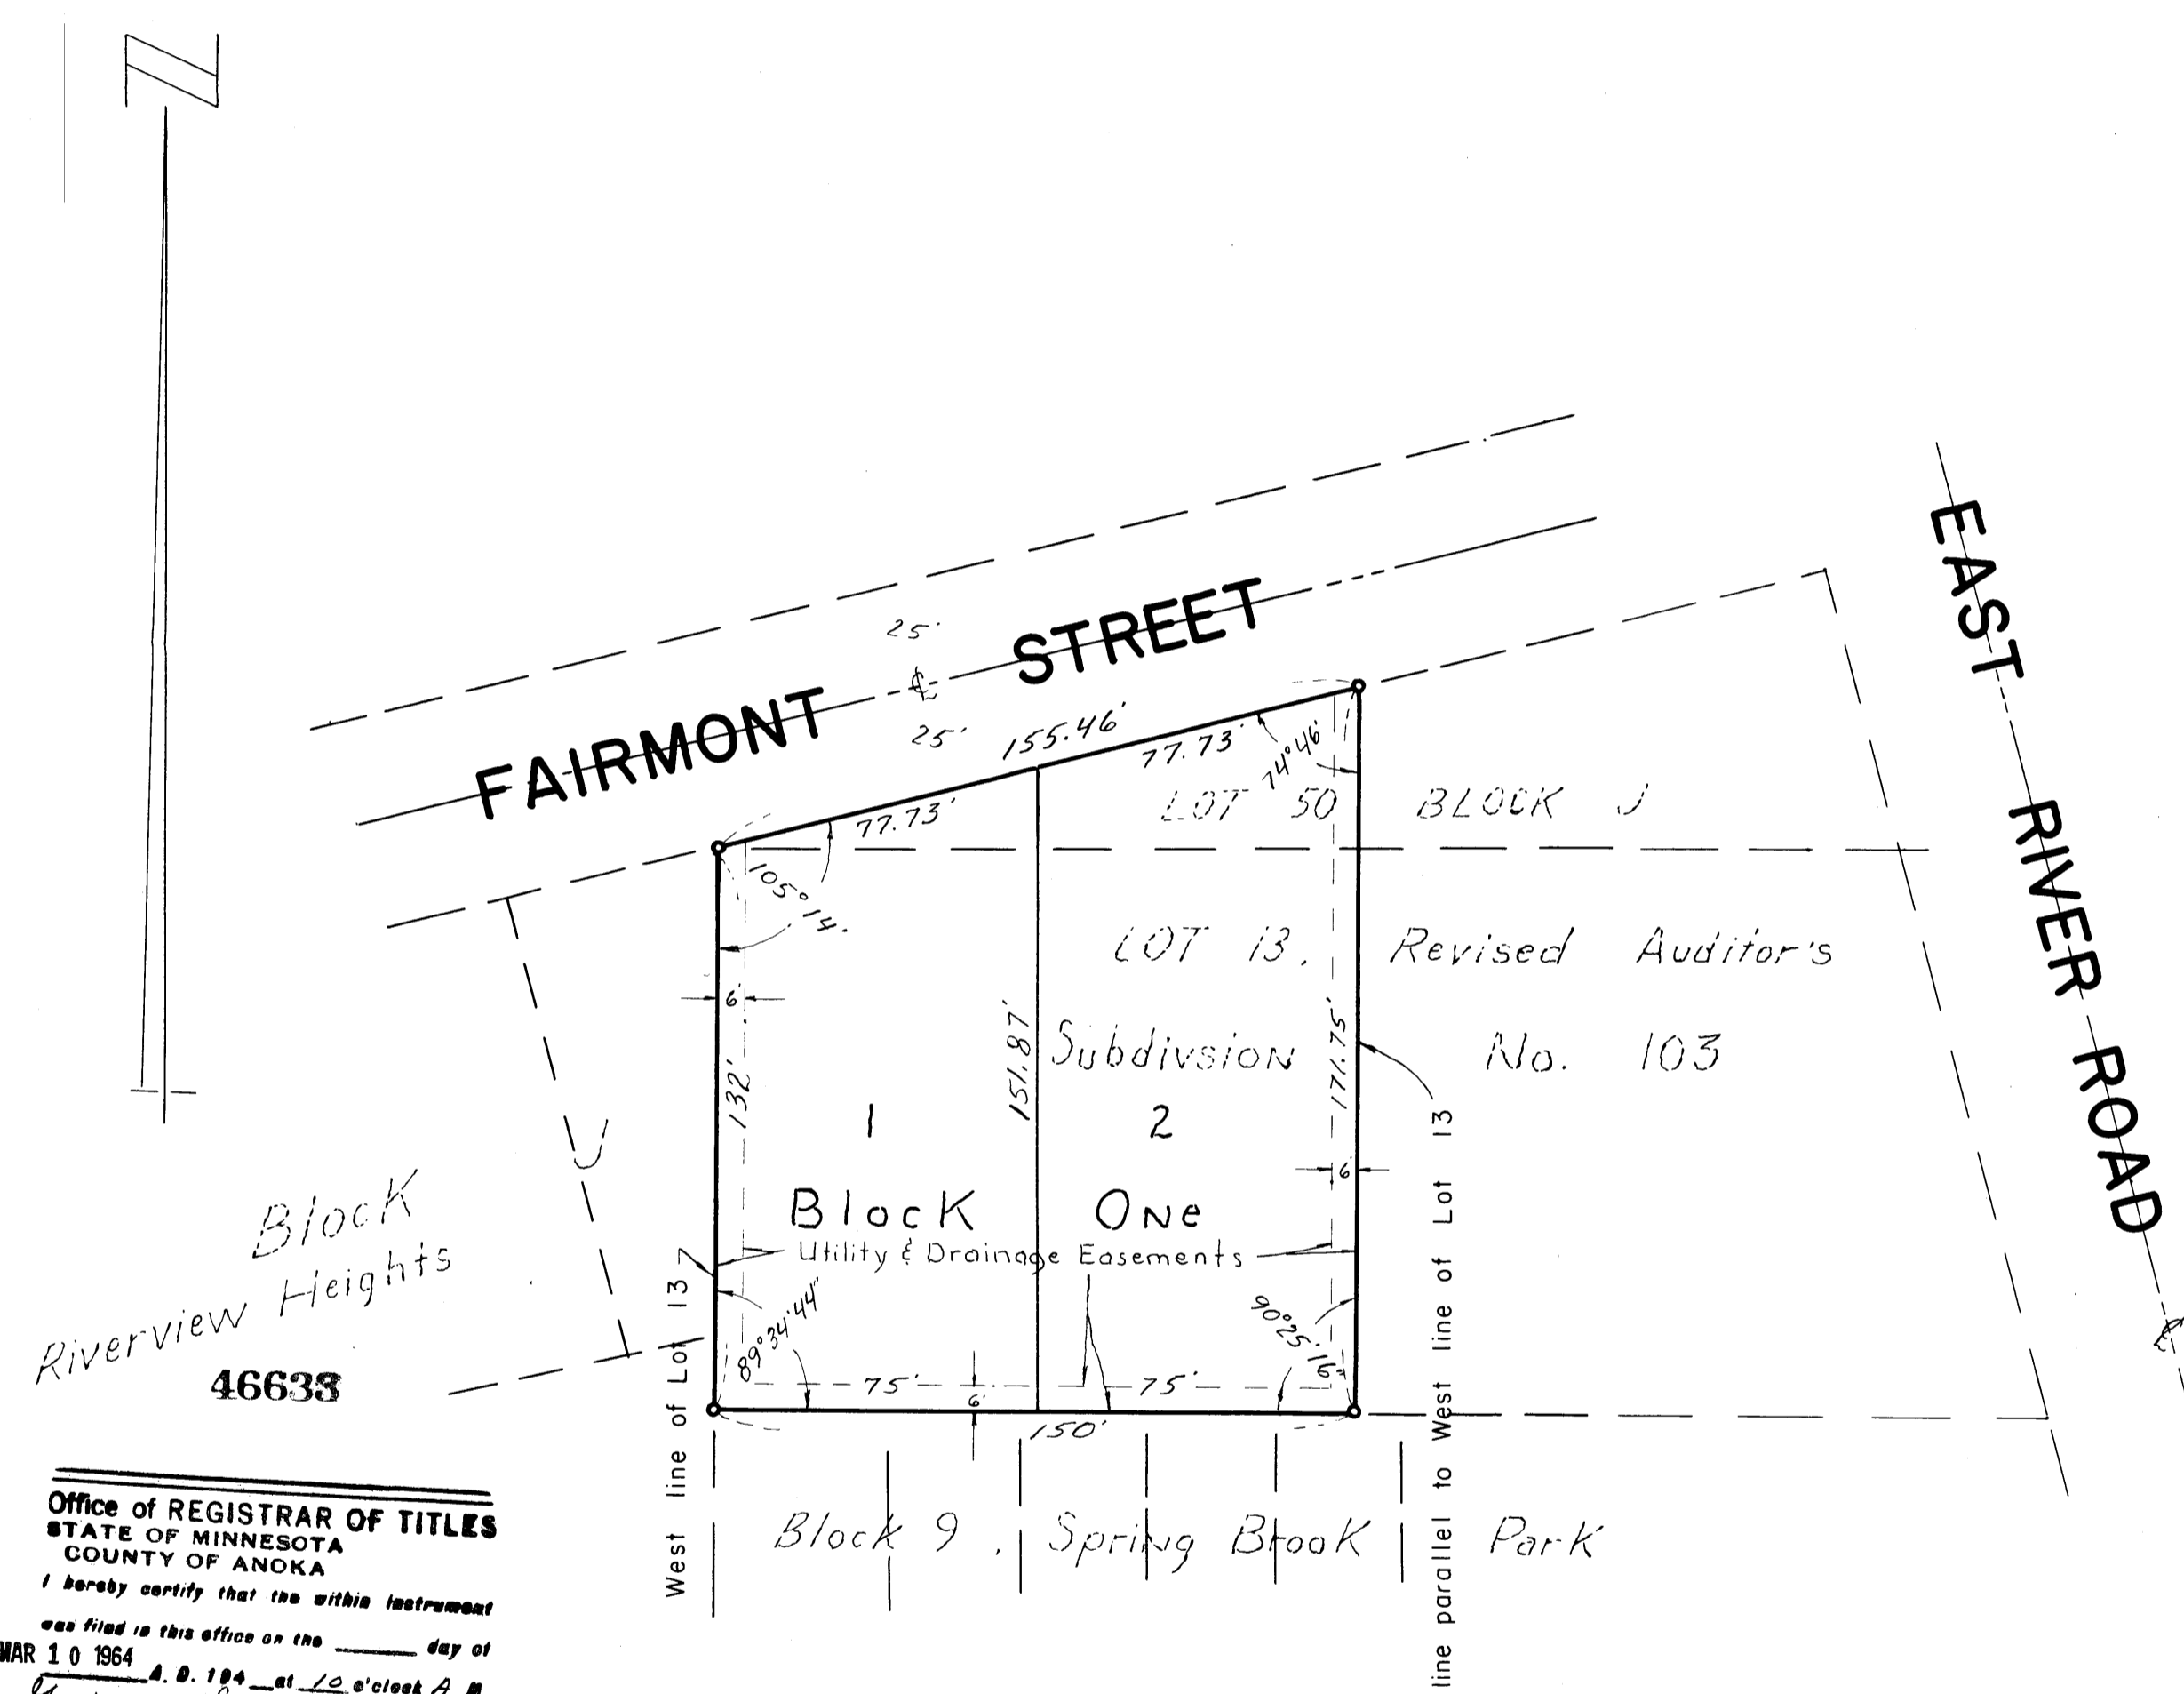 N
25'
FAIRMONT ℄ STREET
25'
155.46'
77.73'
77.73'
74°46'
105°14'
LOT 50 BLOCK J
LOT 13, Revised Auditor's
Subdivsion No. 103
6'
132'
151.87'
171.75'
6'
1 2
Block One
Utility & Drainage Easements
89°34'44"
90°25'16"
75' 75'
6'
150'
West line of Lot 13
line parallel to West line of Lot 13
EAST RIVER ROAD
℄
Block J
Riverview Heights
46633
Block 9, Spring Brook Park
Office of REGISTRAR OF TITLES
STATE OF MINNESOTA
COUNTY OF ANOKA
I hereby certify that the within instrument
was filed in this office on the ____ day of
MAR 10 1964 A.D. 194_ at 10 o'clock A M